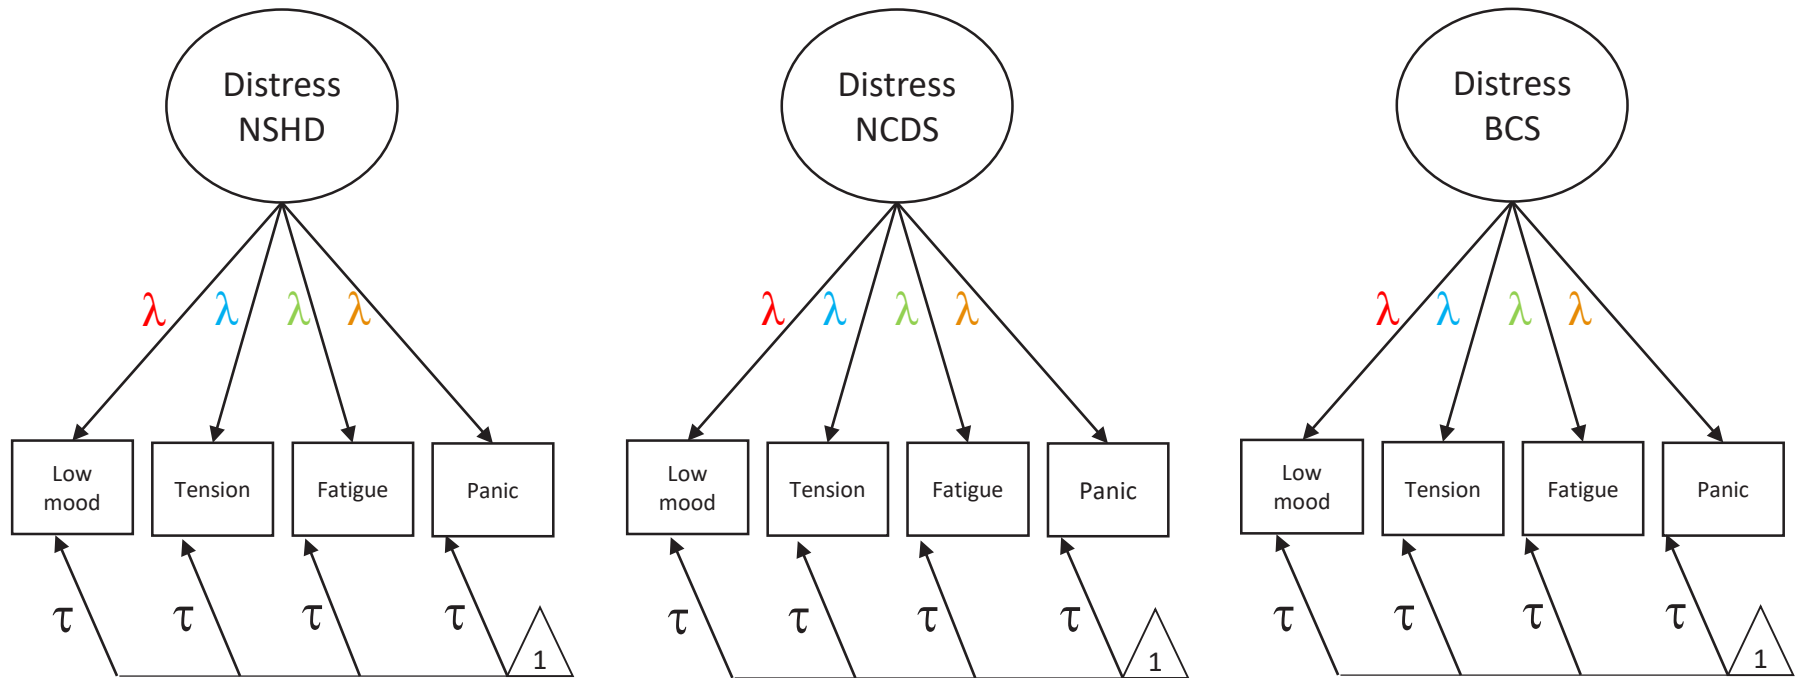 Distress
NSHD
Distress
NCDS
Distress
BCS
λ λ λ λ
λ λ λ λ
λ λ λ λ
Low
mood
Tension
Fatigue
Panic
Low
mood
Tension
Fatigue
Panic
Low
mood
Tension
Fatigue
Panic
τ τ τ τ
1
τ τ τ τ
1
τ τ τ τ
1